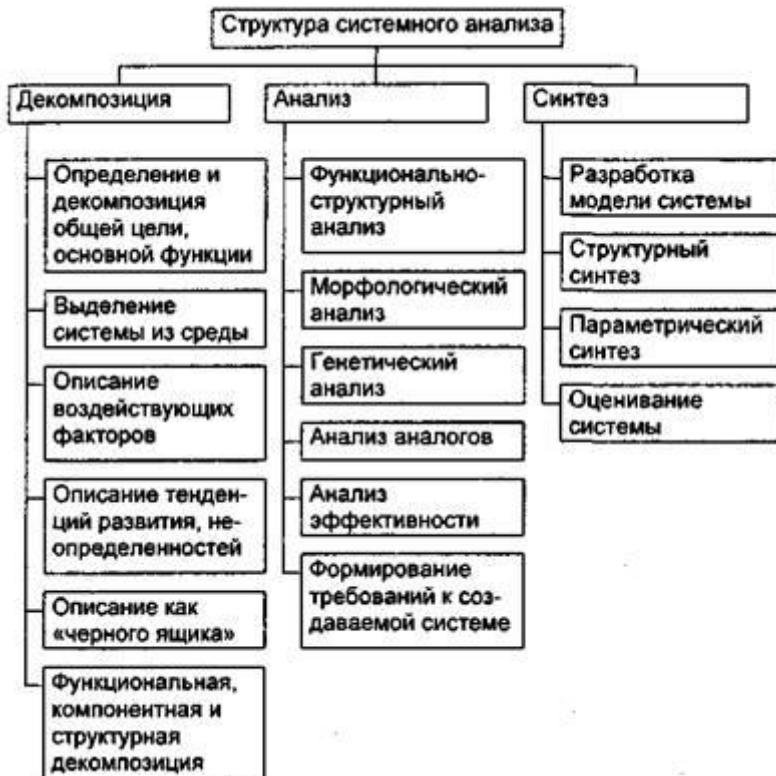 Структура системного анализа
Декомпозиция
Определение и
декомпозиция
общей цели,
основной функции
Выделение
системы из среды
Описание
воздействующих
факторов
Описание тенден-
ций развития, не-
определенностей
Описание как
«черного ящика»
Функциональная,
компонентная и
структурная
декомпозиция
Анализ
Функционально-
структурный
анализ
Морфологический
анализ
Генетический
анализ
Анализ аналогов
Анализ
эффективности
Формирование
требований к соз-
даваемой системе
Синтез
Разработка
модели системы
Структурный
синтез
Параметрический
синтез
Оценивание
системы